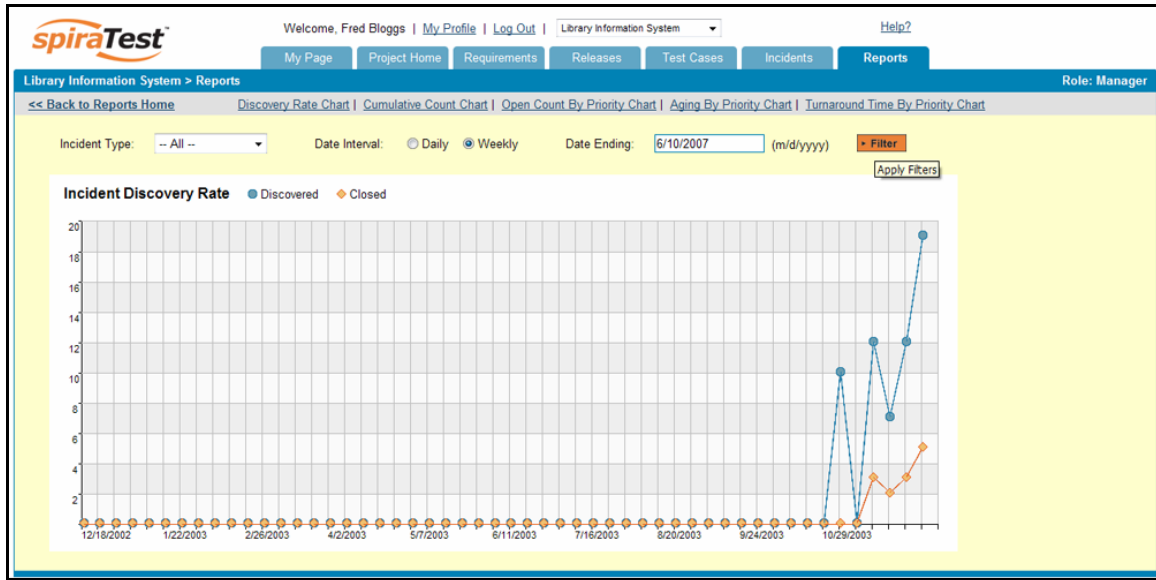 spiraTest™
Welcome, Fred Bloggs | My Profile | Log Out | Library Information System Help?
My Page Project Home Requirements Releases Test Cases Incidents Reports
Library Information System > Reports Role: Manager
<< Back to Reports Home Discovery Rate Chart | Cumulative Count Chart | Open Count By Priority Chart | Aging By Priority Chart | Turnaround Time By Priority Chart
Incident Type: -- All -- Date Interval: Daily Weekly Date Ending: 6/10/2007 (m/d/yyyy) Filter
Apply Filters
Incident Discovery Rate Discovered Closed
20
18
16
14
12
10
8
6
4
2
12/18/2002 1/22/2003 2/26/2003 4/2/2003 5/7/2003 6/11/2003 7/16/2003 8/20/2003 9/24/2003 10/29/2003